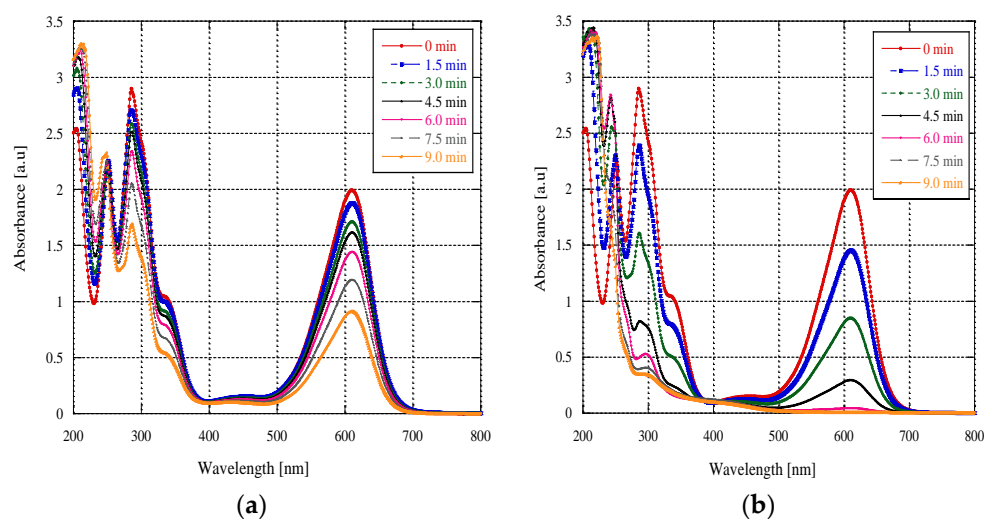 3.5
3
2.5
2
1.5
1
0.5
0
Absorbance [a.u]
0 min
1.5 min
3.0 min
4.5 min
6.0 min
7.5 min
9.0 min
200 300 400 500 600 700 800
Wavelength [nm]
(a)
3.5
3
2.5
2
1.5
1
0.5
0
Absorbance [a.u]
0 min
1.5 min
3.0 min
4.5 min
6.0 min
7.5 min
9.0 min
200 300 400 500 600 700 800
Wavelength [nm]
(b)